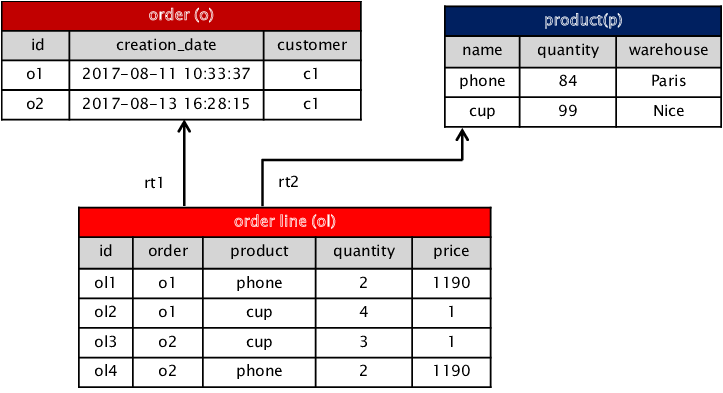 order (o)
id creation_date customer
o1 2017-08-11 10:33:37 c1
o2 2017-08-13 16:28:15 c1
product(p)
name quantity warehouse
phone 84 Paris
cup 99 Nice
rt1 rt2
order line (ol)
id order product quantity price
ol1 o1 phone 2 1190
ol2 o1 cup 4 1
ol3 o2 cup 3 1
ol4 o2 phone 2 1190